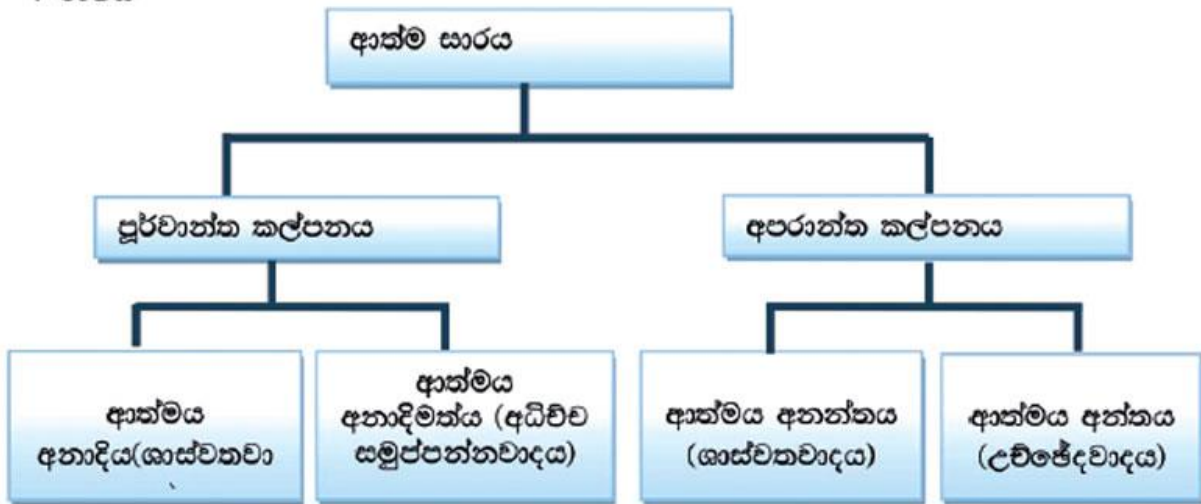 ආත්ම සාරය
පූර්වාන්ත කල්පනය
අපරාන්ත කල්පනය
ආත්මය
අනාදිය(ශාස්වතවා
ආත්මය
අනාදිමත්ය (අධිච්ච
සමුප්පන්නවාදය)
ආත්මය අනන්තය
(ශාස්වතවාදය)
ආත්මය අන්තය
(උච්ඡේදවාදය)